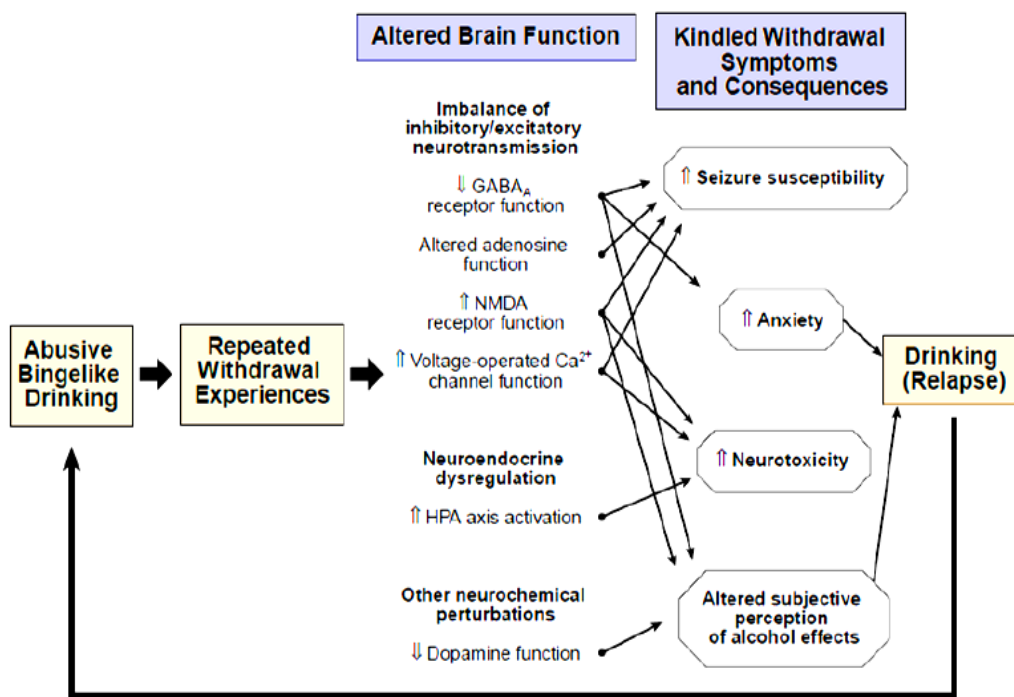 Altered Brain Function
Kindled Withdrawal
Symptoms
and Consequences
Imbalance of
inhibitory/excitatory
neurotransmission
⇓ GABA_A
receptor function
Altered adenosine
function
⇑ NMDA
receptor function
⇑ Voltage-operated Ca²⁺
channel function
Neuroendocrine
dysregulation
⇑ HPA axis activation
Other neurochemical
perturbations
⇓ Dopamine function
⇑ Seizure susceptibility
⇑ Anxiety
⇑ Neurotoxicity
Altered subjective
perception
of alcohol effects
Abusive
Bingelike
Drinking
Repeated
Withdrawal
Experiences
Drinking
(Relapse)